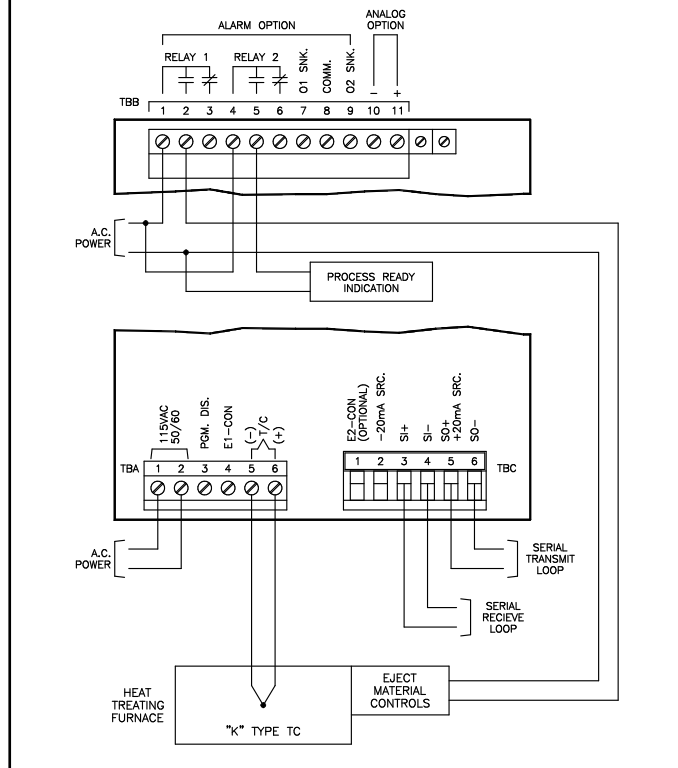 ALARM OPTION
ANALOG
OPTION
RELAY 1
RELAY 2
O1 SNK.
COMM.
O2 SNK.
- +
TBB
1 2 3 4 5 6 7 8 9 10 11
A.C.
POWER
PROCESS READY
INDICATION
115VAC
50/60
PGM. DIS.
E1-CON
(-)
T/C
(+)
E2-CON
(OPTIONAL)
-20mA SRC.
SI+
SI-
SO+
+20mA SRC.
SO-
TBA
1 2 3 4 5 6
1 2 3 4 5 6
TBC
A.C.
POWER
SERIAL
TRANSMIT
LOOP
SERIAL
RECIEVE
LOOP
HEAT
TREATING
FURNACE
"K" TYPE TC
EJECT
MATERIAL
CONTROLS